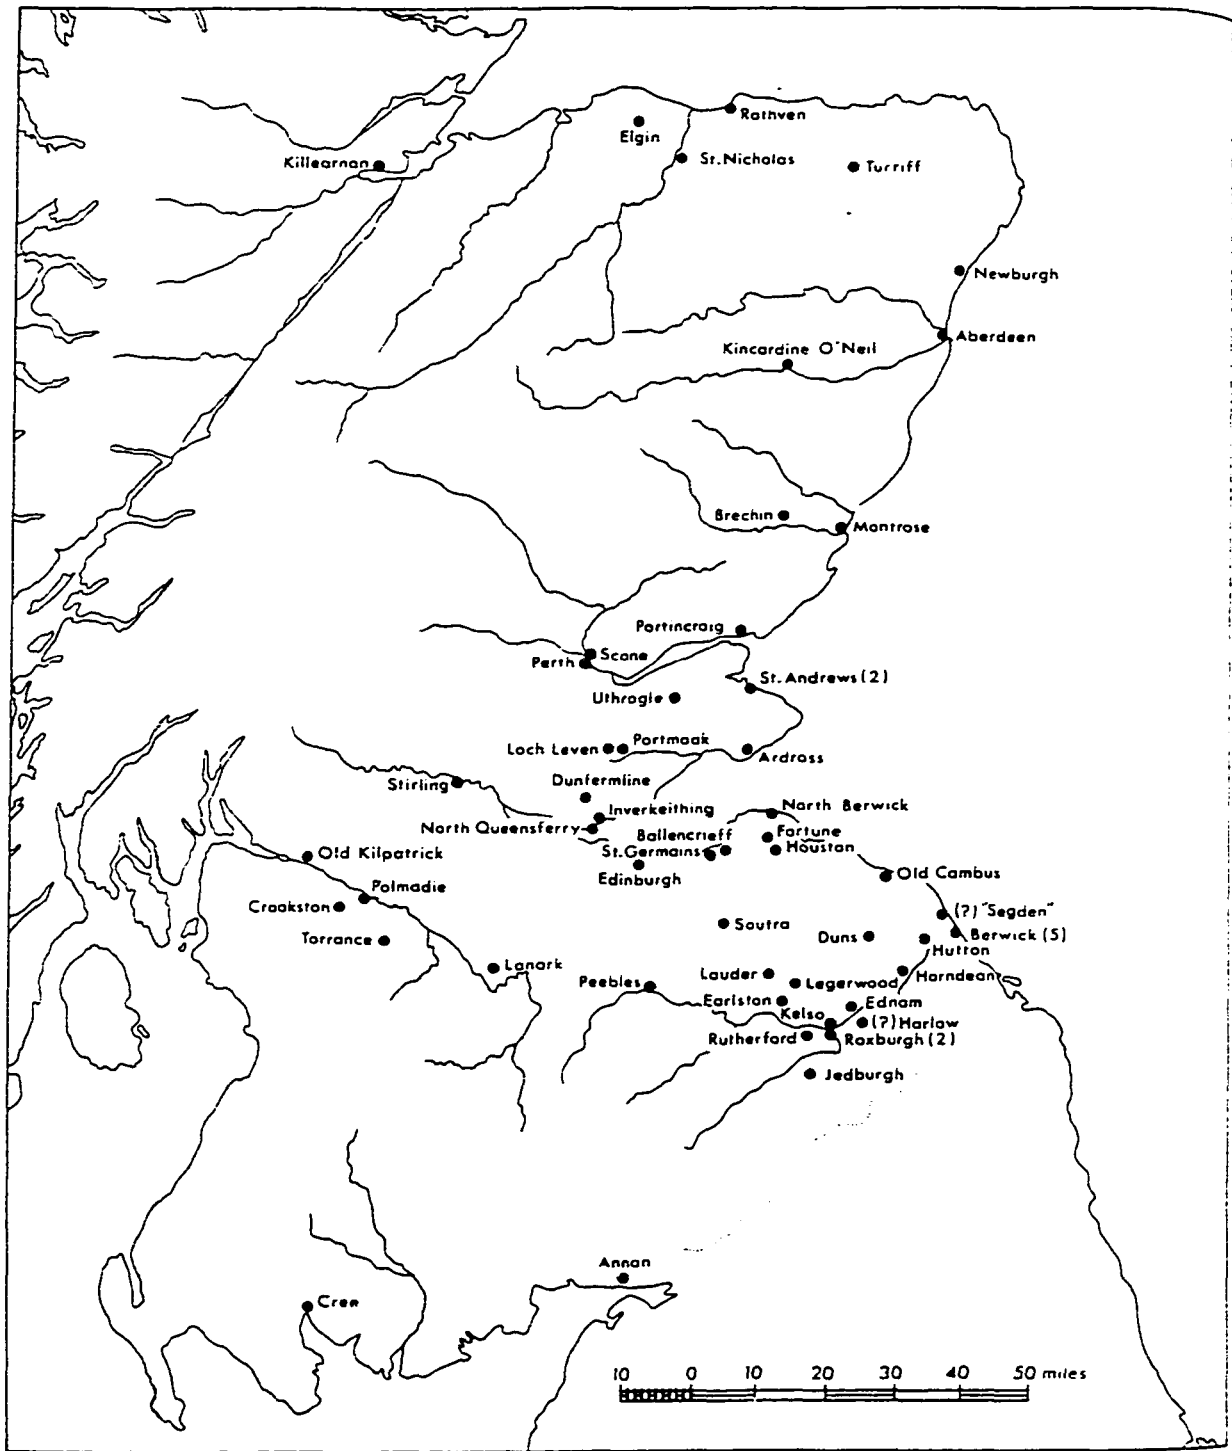 Rathven
Elgin
St. Nicholas
Killearnan
Turriff
Newburgh
Aberdeen
Kincardine O'Neil
Brechin
Montrose
Portincraig
Scone
Perth
St. Andrews (2)
Uthrogle
Loch Leven
Portmoak
Ardross
Stirling
Dunfermline
Inverkeithing
North Berwick
North Queensferry
Fortune
Ballencrieff
Houston
St. Germains
Edinburgh
Old Kilpatrick
Old Cambus
Polmadie
Crookston
(?) "Segden"
Soutra
Torrance
Duns
Berwick (5)
Hutton
Lanark
Lauder
Horndean
Peebles
Legerwood
Earlston
Ednam
Kelso
(?) Harlaw
Rutherford
Roxburgh (2)
Jedburgh
Annan
Cree
10 0 10 20 30 40 50 miles